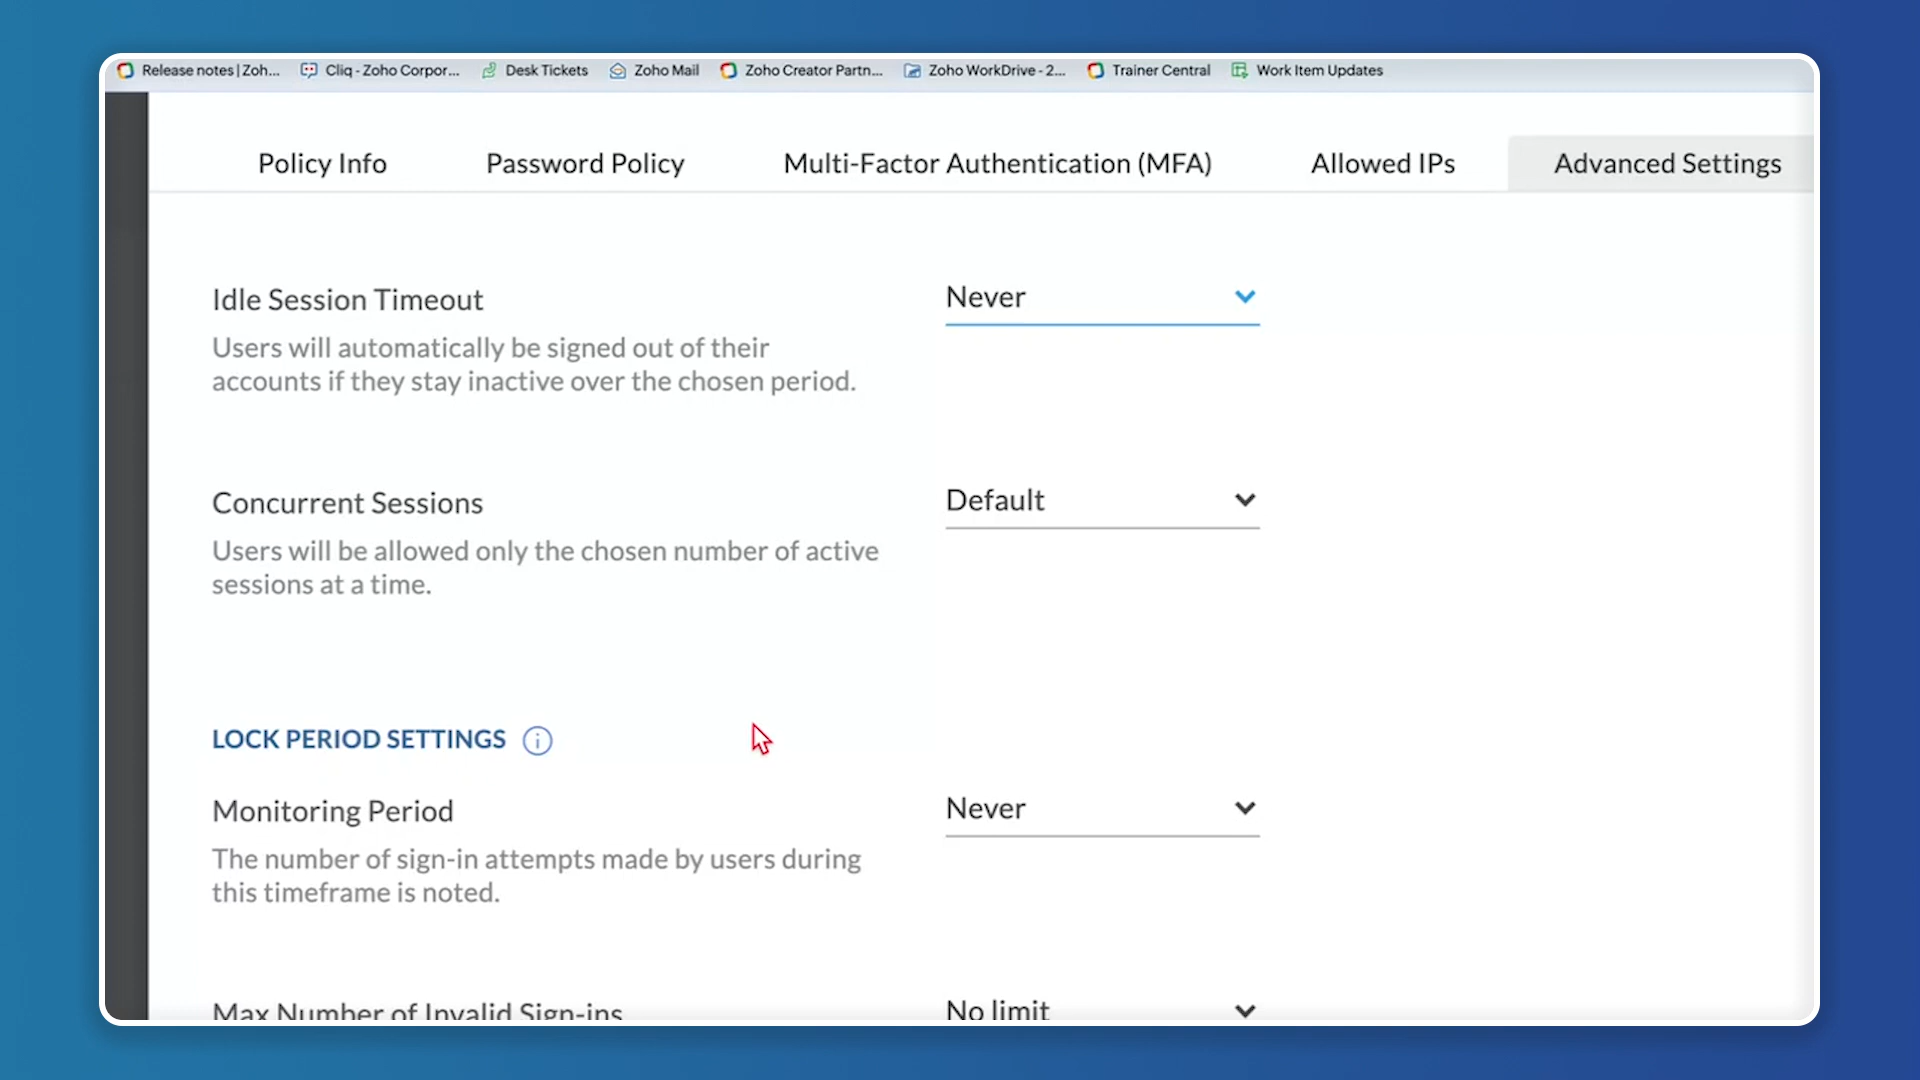 Release notes | Zoh...
Cliq - Zoho Corpor...
Desk Tickets
Zoho Mail
Zoho Creator Partn...
Zoho WorkDrive - 2...
Trainer Central
Work Item Updates
Policy Info
Password Policy
Multi-Factor Authentication (MFA)
Allowed IPs
Advanced Settings
Idle Session Timeout
Never
Users will automatically be signed out of their
accounts if they stay inactive over the chosen period.
Concurrent Sessions
Default
Users will be allowed only the chosen number of active
sessions at a time.
LOCK PERIOD SETTINGS
Monitoring Period
Never
The number of sign-in attempts made by users during
this timeframe is noted.
Max Number of Invalid Sign-ins
No limit